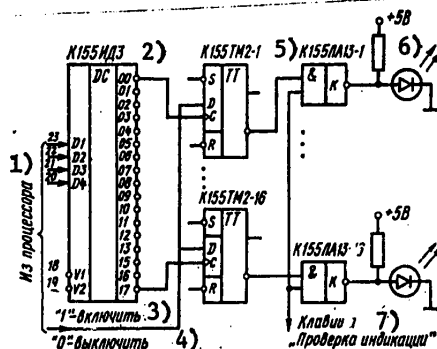 К155ИД3 2) К155ТМ2-1 5) К155ЛА13-1 6)
+5В
DC
00
01
02
03
04
05
06
07
08
09
10
11
12
13
14
15
16
17
S
D
C
R
TT
&
К
1)
23
22
21
20
D1
D2
D3
D4
Из процессора
18
19
V1
V2
К155ТМ2-16
S
D
C
R
TT
К155ЛА13-
&
К
+5В
"1"-включить 3)
"0"-выключить 4)
7)
„Проверка индикации"